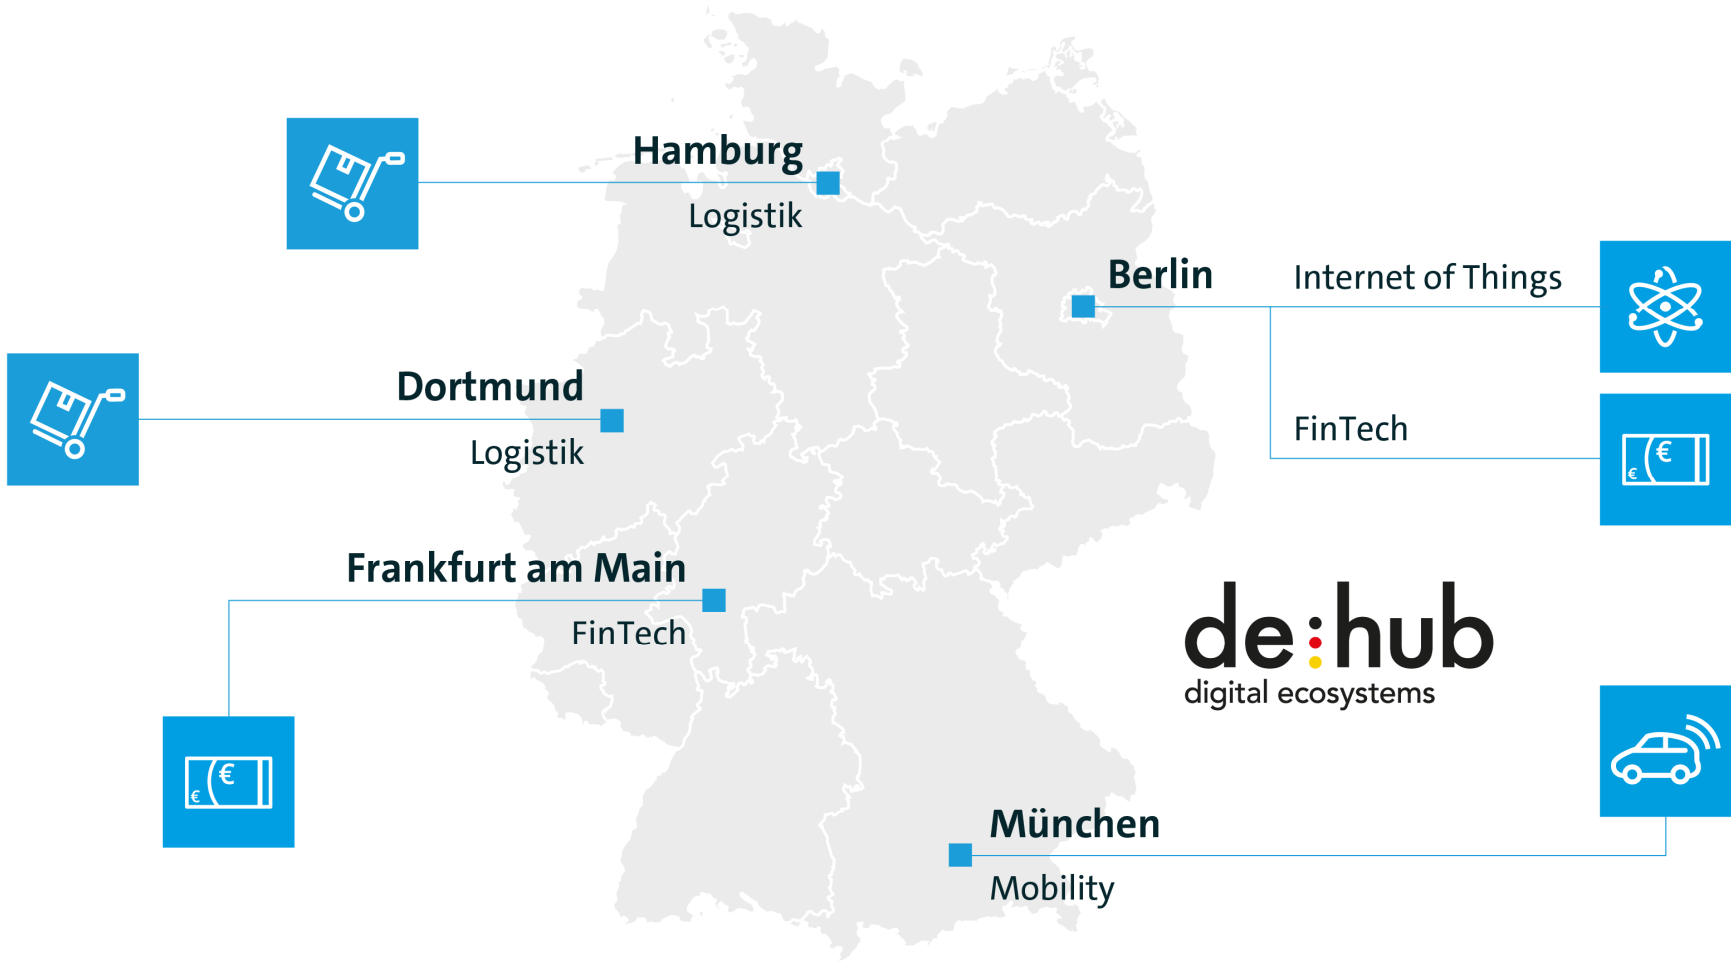 Hamburg
Logistik
Berlin
Internet of Things
FinTech
€
€
Dortmund
Logistik
Frankfurt am Main
FinTech
€
€
de:hub
digital ecosystems
München
Mobility